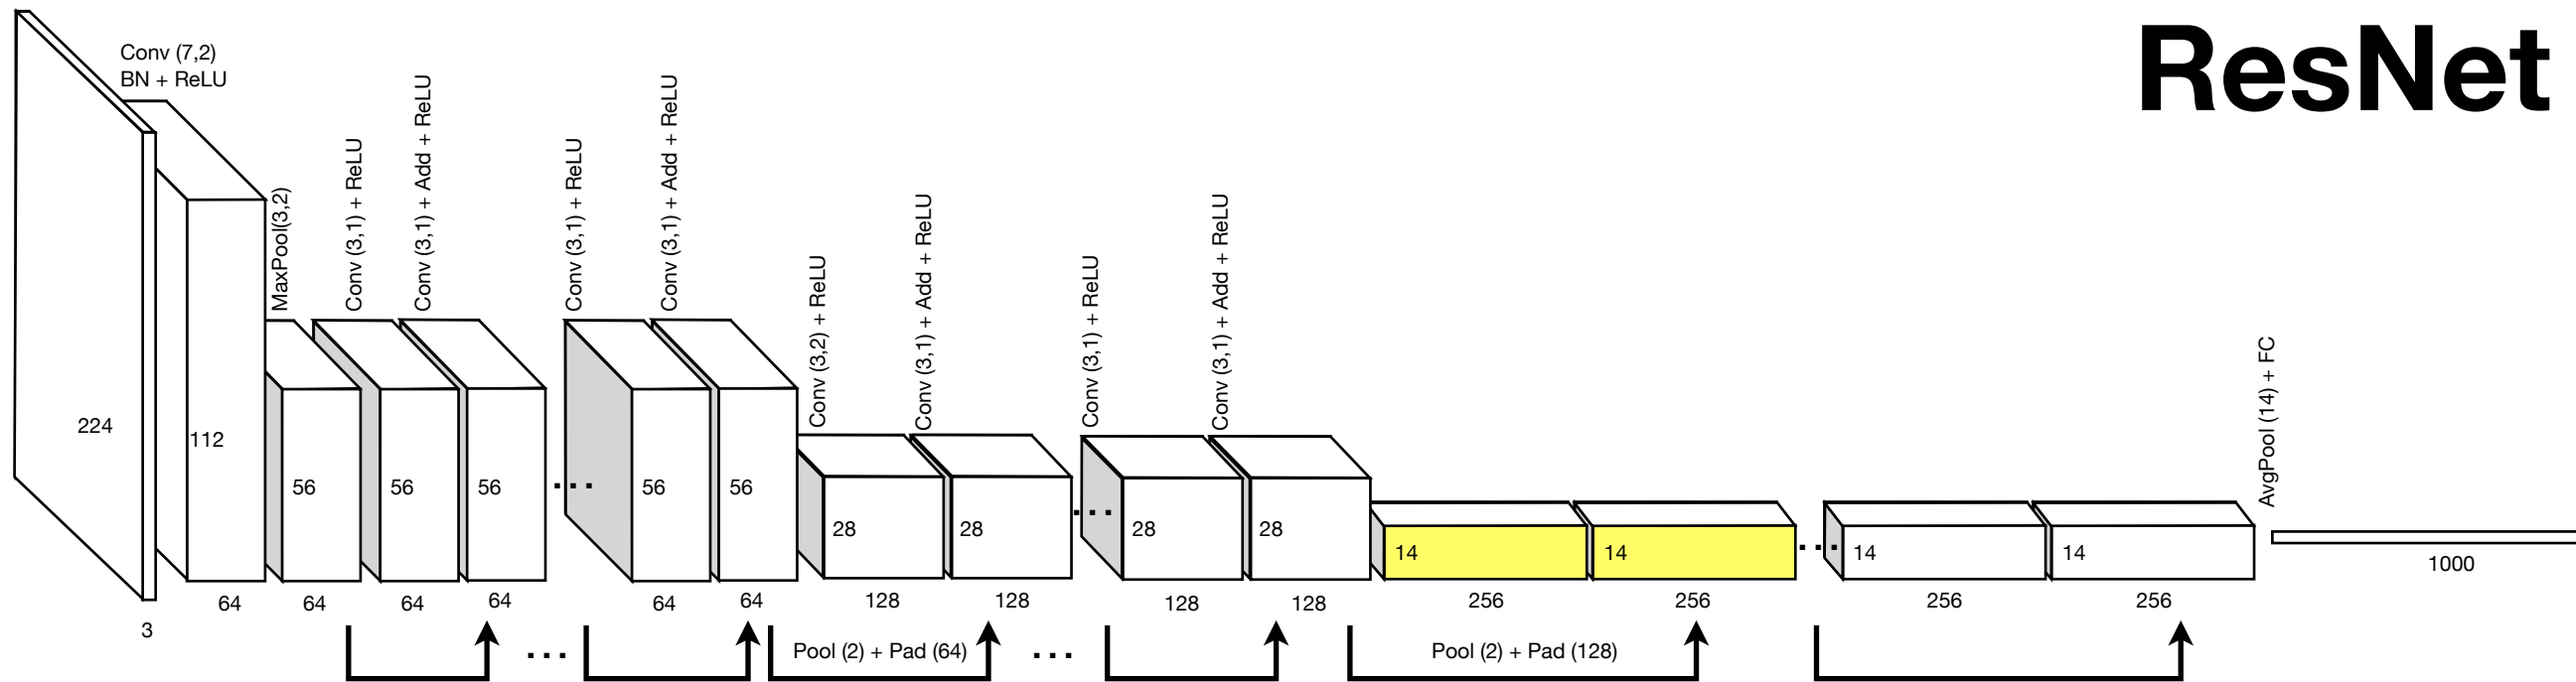 ResNet
Conv (7,2)
BN + ReLU
MaxPool(3,2)
Conv (3,1) + ReLU
Conv (3,1) + Add + ReLU
Conv (3,1) + ReLU
Conv (3,1) + Add + ReLU
Conv (3,2) + ReLU
Conv (3,1) + Add + ReLU
Conv (3,1) + ReLU
Conv (3,1) + Add + ReLU
AvgPool (14) + FC
224
112
56
56
56
...
56
56
28
28
...
28
28
14
14
...
14
14
1000
3
64
64
64
64
64
64
128
128
128
128
256
256
256
256
...
Pool (2) + Pad (64)
...
Pool (2) + Pad (128)